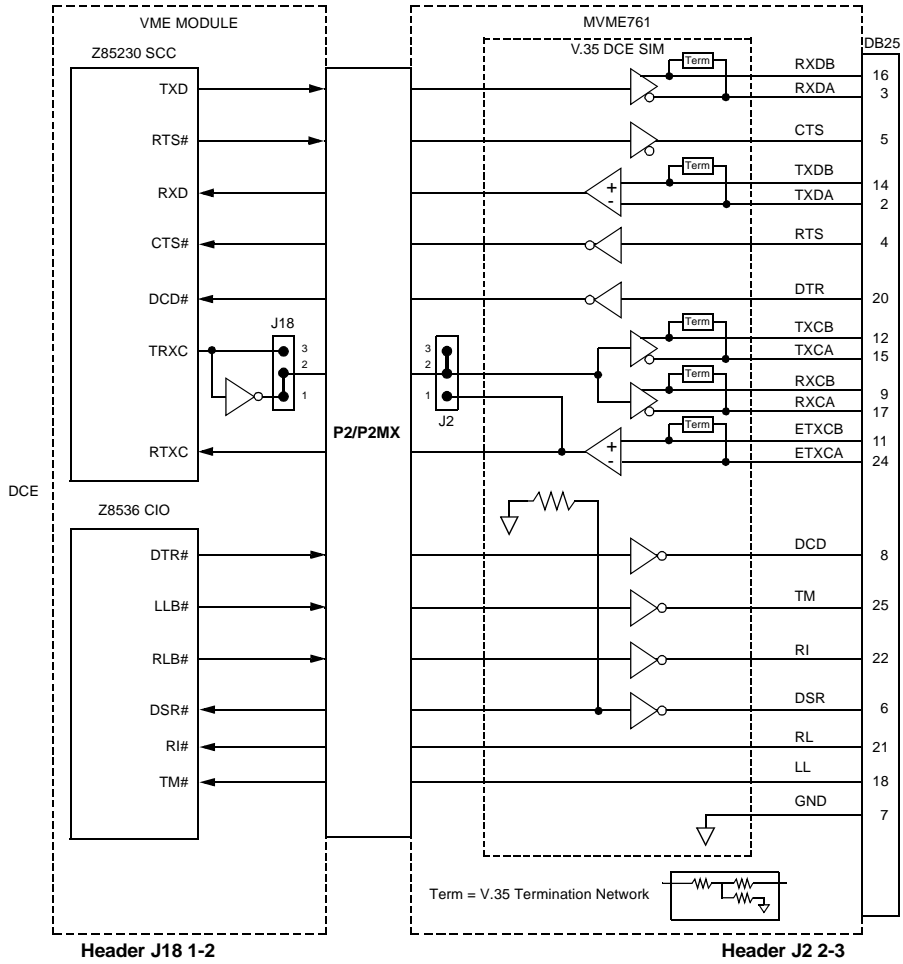 VME MODULE
MVME761
Z85230 SCC
V.35 DCE SIM
DB25
TXD
Term
RXDB
16
RXDA
3
RTS#
CTS
5
RXD
+
-
Term
TXDB
14
TXDA
2
CTS#
RTS
4
DCD#
DTR
20
TRXC
J18
3
2
1
3
2
1
J2
Term
TXCB
12
TXCA
15
Term
RXCB
9
RXCA
17
P2/P2MX
RTXC
+
-
Term
ETXCB
11
ETXCA
24
DCE
Z8536 CIO
DTR#
DCD
8
LLB#
TM
25
RLB#
RI
22
DSR#
DSR
6
RI#
RL
21
TM#
LL
18
GND
7
Term = V.35 Termination Network
Header J18 1-2
Header J2 2-3